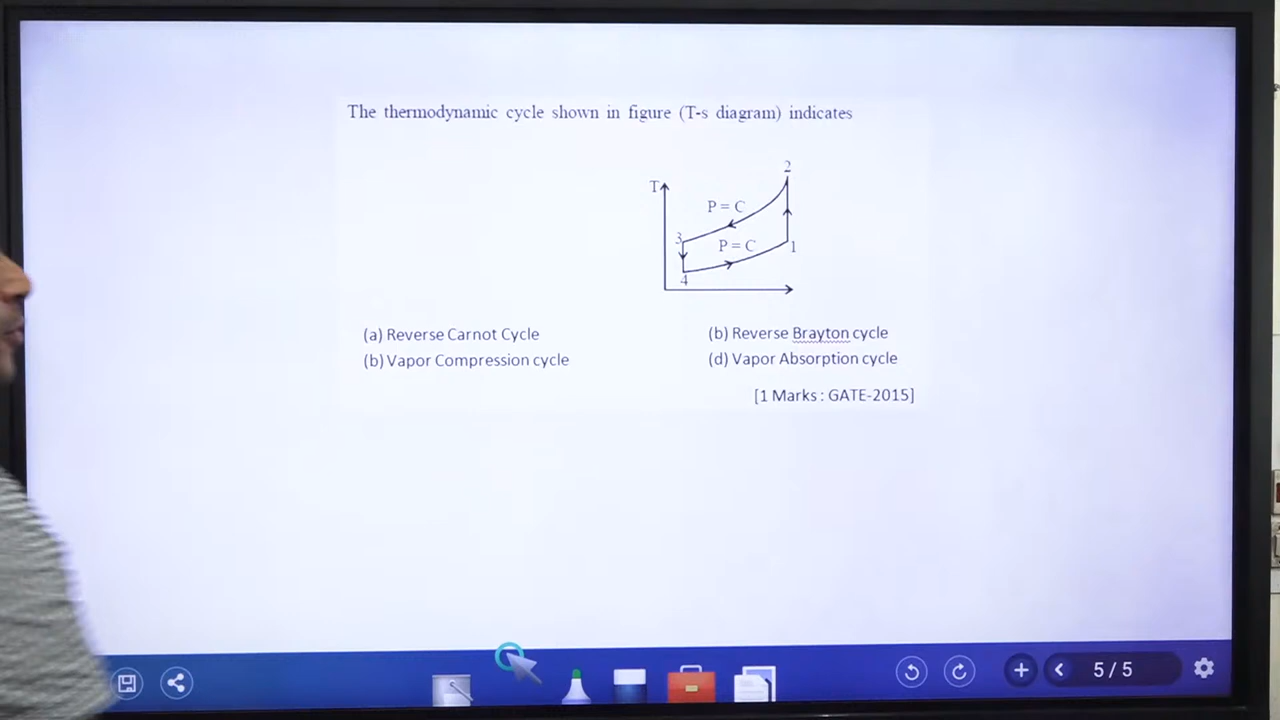 The thermodynamic cycle shown in figure (T-s diagram) indicates
2
T
P = C
3
P = C
1
4
(a) Reverse Carnot Cycle
(b) Reverse Brayton cycle
(b) Vapor Compression cycle
(d) Vapor Absorption cycle
[1 Marks : GATE-2015]
5 / 5